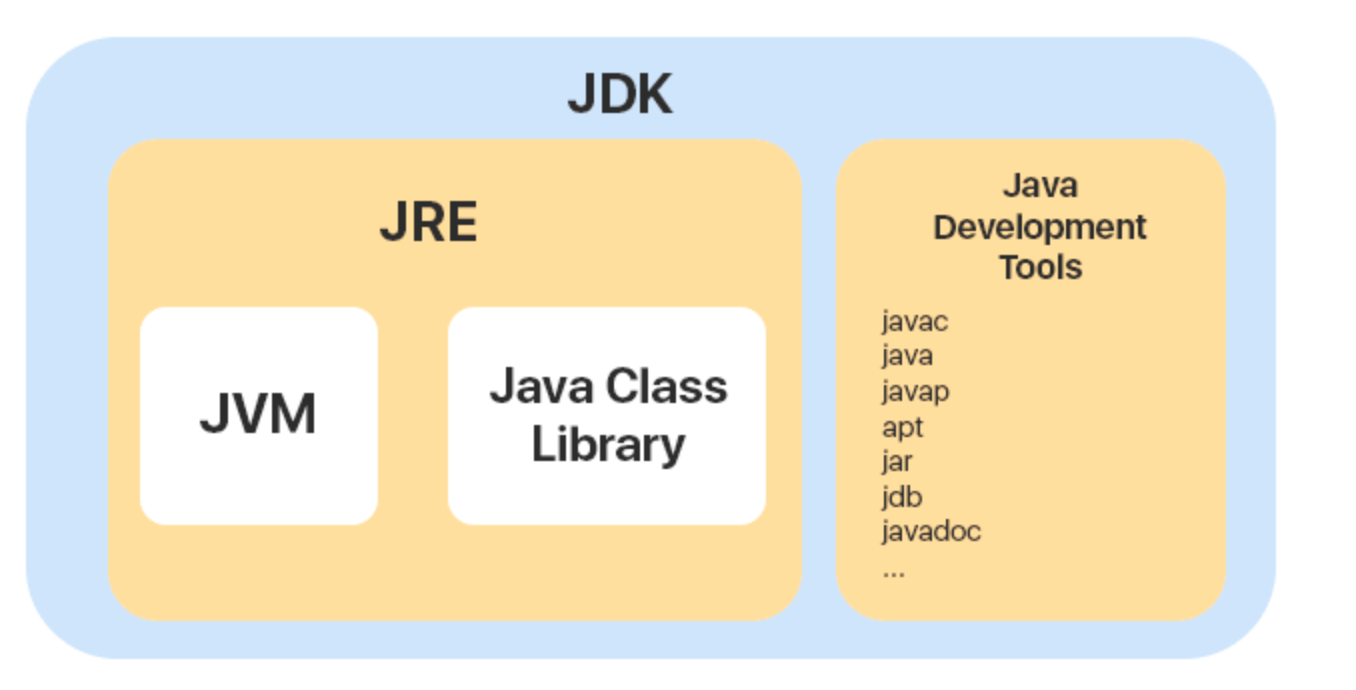 JDK
JRE
JVM
Java Class
Library
Java
Development
Tools
javac
java
javap
apt
jar
jdb
javadoc
...